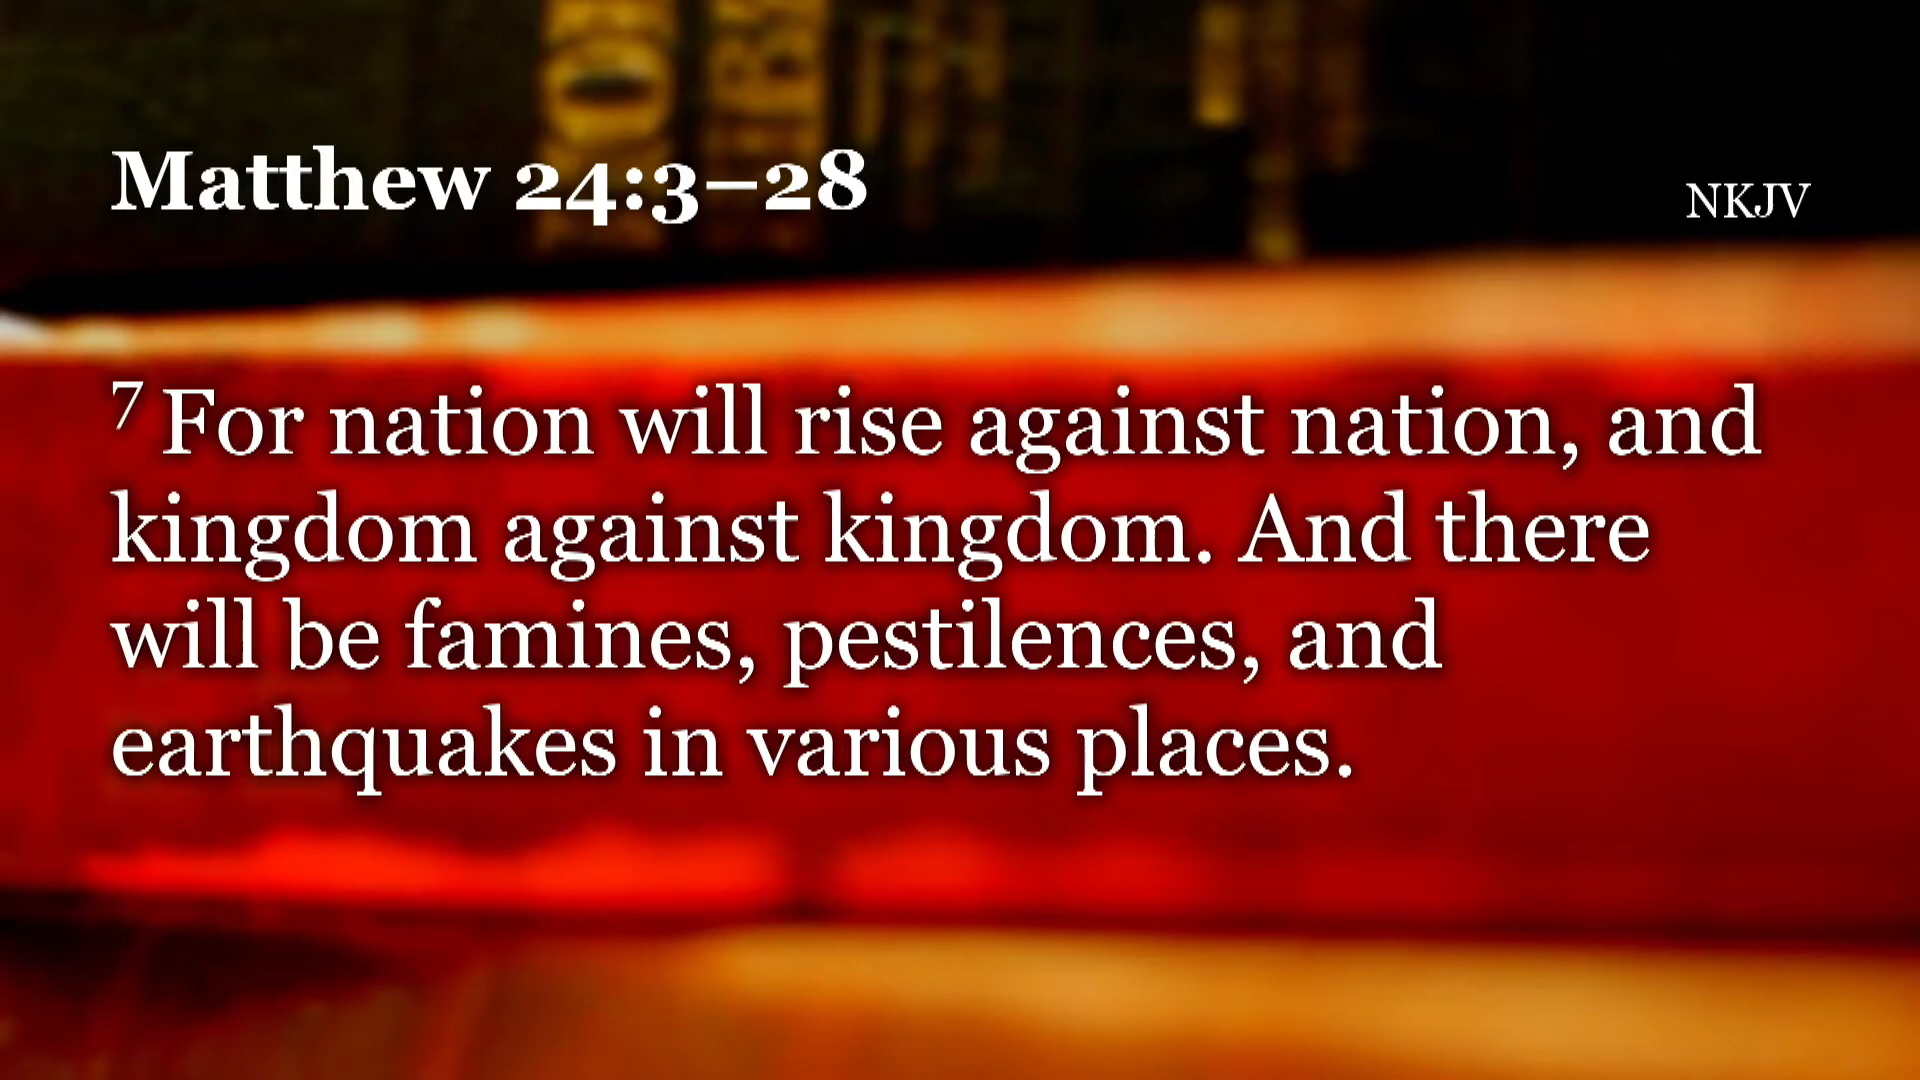 Matthew 24:3–28
NKJV
7 For nation will rise against nation, and
kingdom against kingdom. And there
will be famines, pestilences, and
earthquakes in various places.